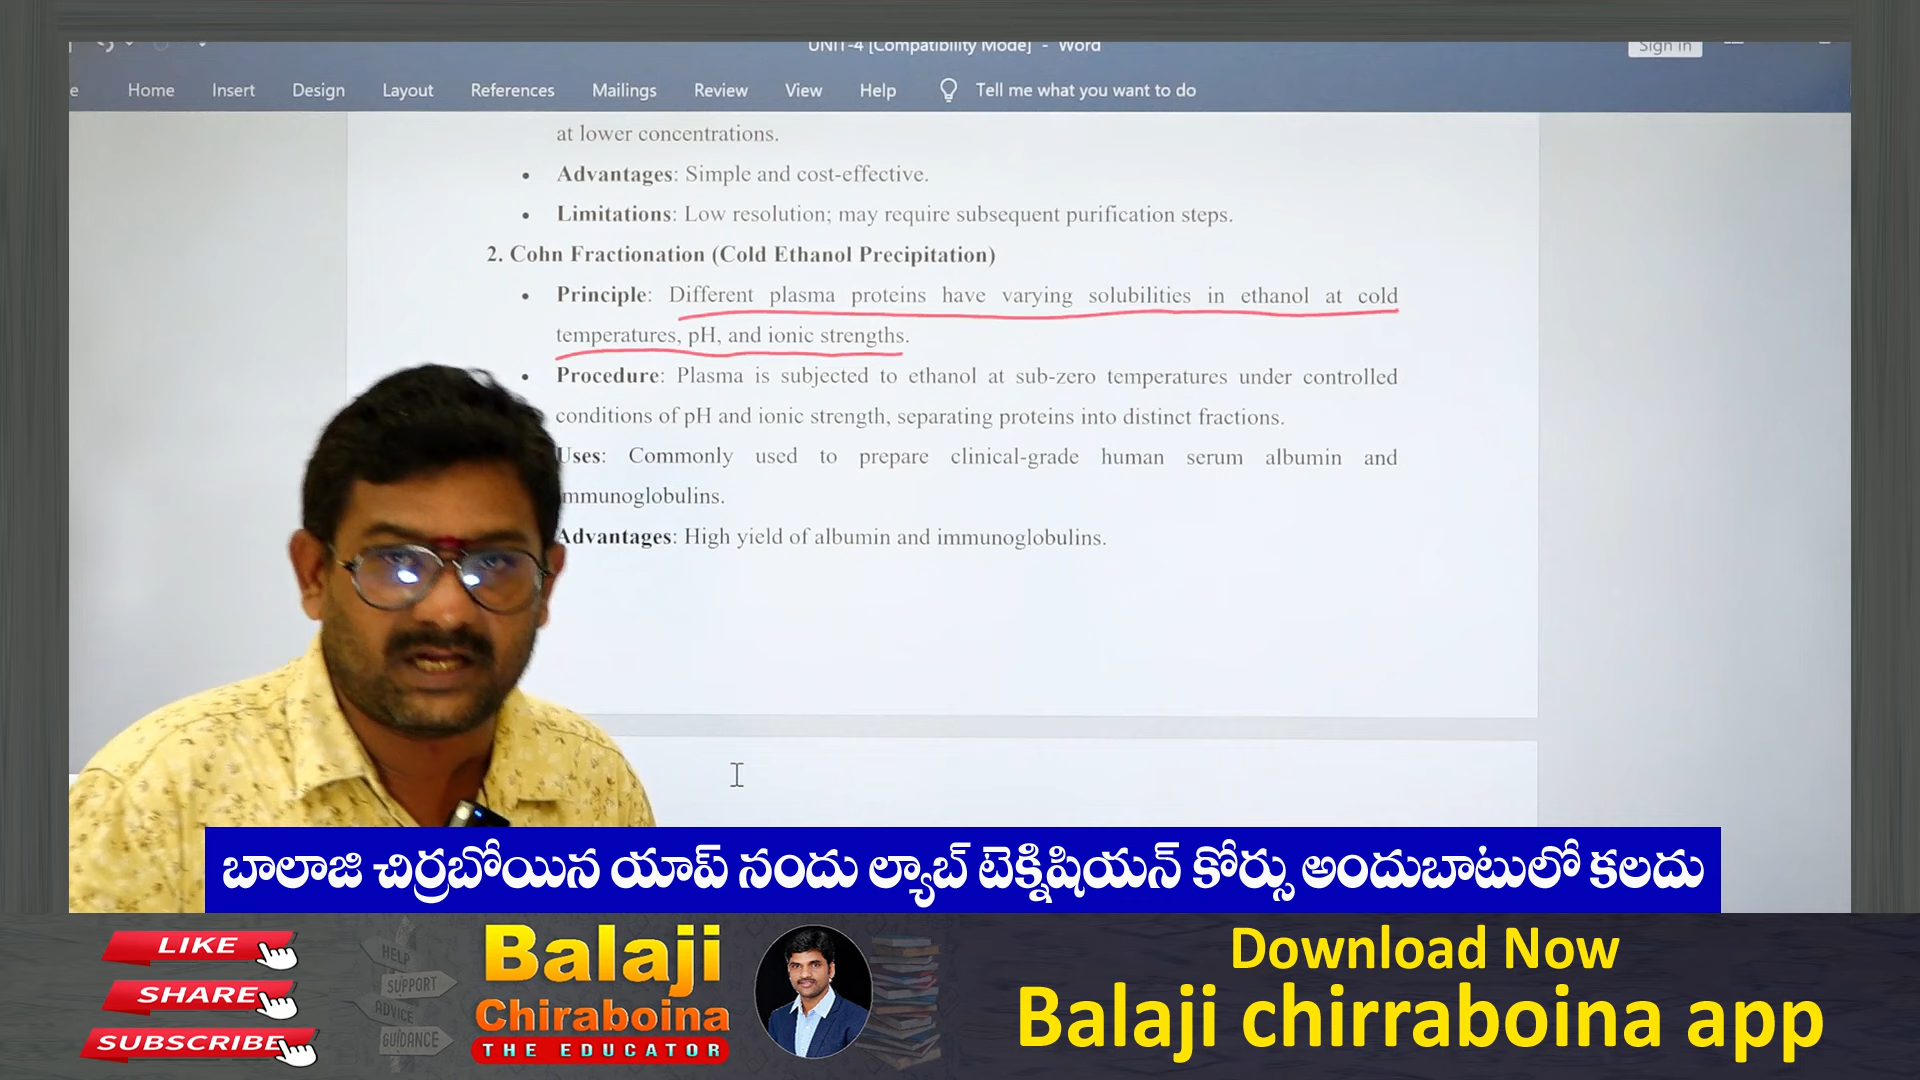 UNIT-4 [Compatibility Mode] - Word
Sign in
e Home Insert Design Layout References Mailings Review View Help Tell me what you want to do
at lower concentrations.
• Advantages: Simple and cost-effective.
• Limitations: Low resolution; may require subsequent purification steps.
2. Cohn Fractionation (Cold Ethanol Precipitation)
• Principle: Different plasma proteins have varying solubilities in ethanol at cold
temperatures, pH, and ionic strengths.
• Procedure: Plasma is subjected to ethanol at sub-zero temperatures under controlled
conditions of pH and ionic strength, separating proteins into distinct fractions.
Uses: Commonly used to prepare clinical-grade human serum albumin and
mmunoglobulins.
Advantages: High yield of albumin and immunoglobulins.
బాలాజి చిర్రబోయిన యాప్ నందు ల్యాబ్ టెక్నిషియన్ కోర్సు అందుబాటులో కలదు
LIKE
SHARE
SUBSCRIBE
HELP
SUPPORT
ADVICE
GUIDANCE
Balaji
Chiraboina
THE EDUCATOR
Download Now
Balaji chirraboina app